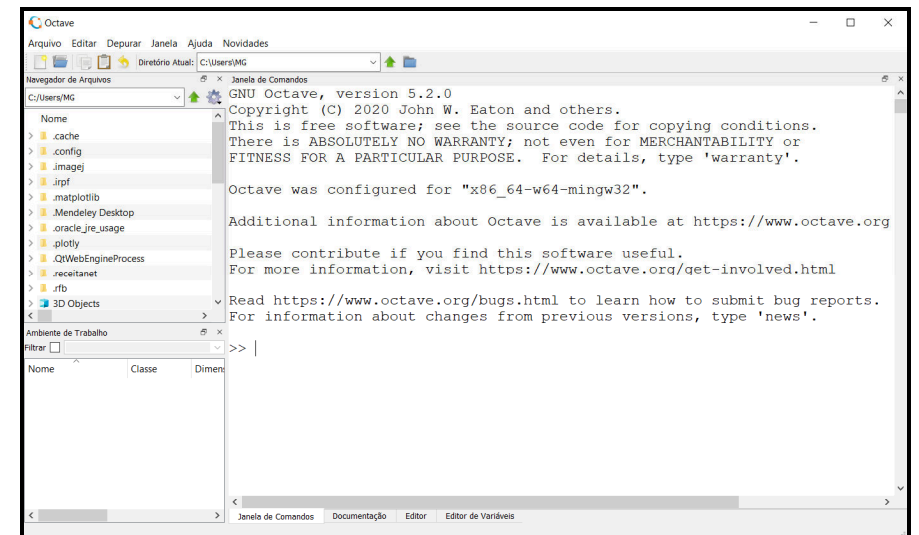 Octave
Arquivo Editar Depurar Janela Ajuda Novidades
Diretório Atual: C:\Users\MG
Navegador de Arquivos
C:/Users/MG
Nome
.cache
.config
.imagej
.irpf
.matplotlib
.Mendeley Desktop
.oracle_jre_usage
.plotly
.QtWebEngineProcess
.receitanet
.rfb
3D Objects
Ambiente de Trabalho
Filtrar
Nome Classe Dimens
Janela de Comandos
GNU Octave, version 5.2.0
Copyright (C) 2020 John W. Eaton and others.
This is free software; see the source code for copying conditions.
There is ABSOLUTELY NO WARRANTY; not even for MERCHANTABILITY or
FITNESS FOR A PARTICULAR PURPOSE.  For details, type 'warranty'.
Octave was configured for "x86_64-w64-mingw32".
Additional information about Octave is available at https://www.octave.org
Please contribute if you find this software useful.
For more information, visit https://www.octave.org/get-involved.html
Read https://www.octave.org/bugs.html to learn how to submit bug reports.
For information about changes from previous versions, type 'news'.
>>
Janela de Comandos Documentação Editor Editor de Variáveis